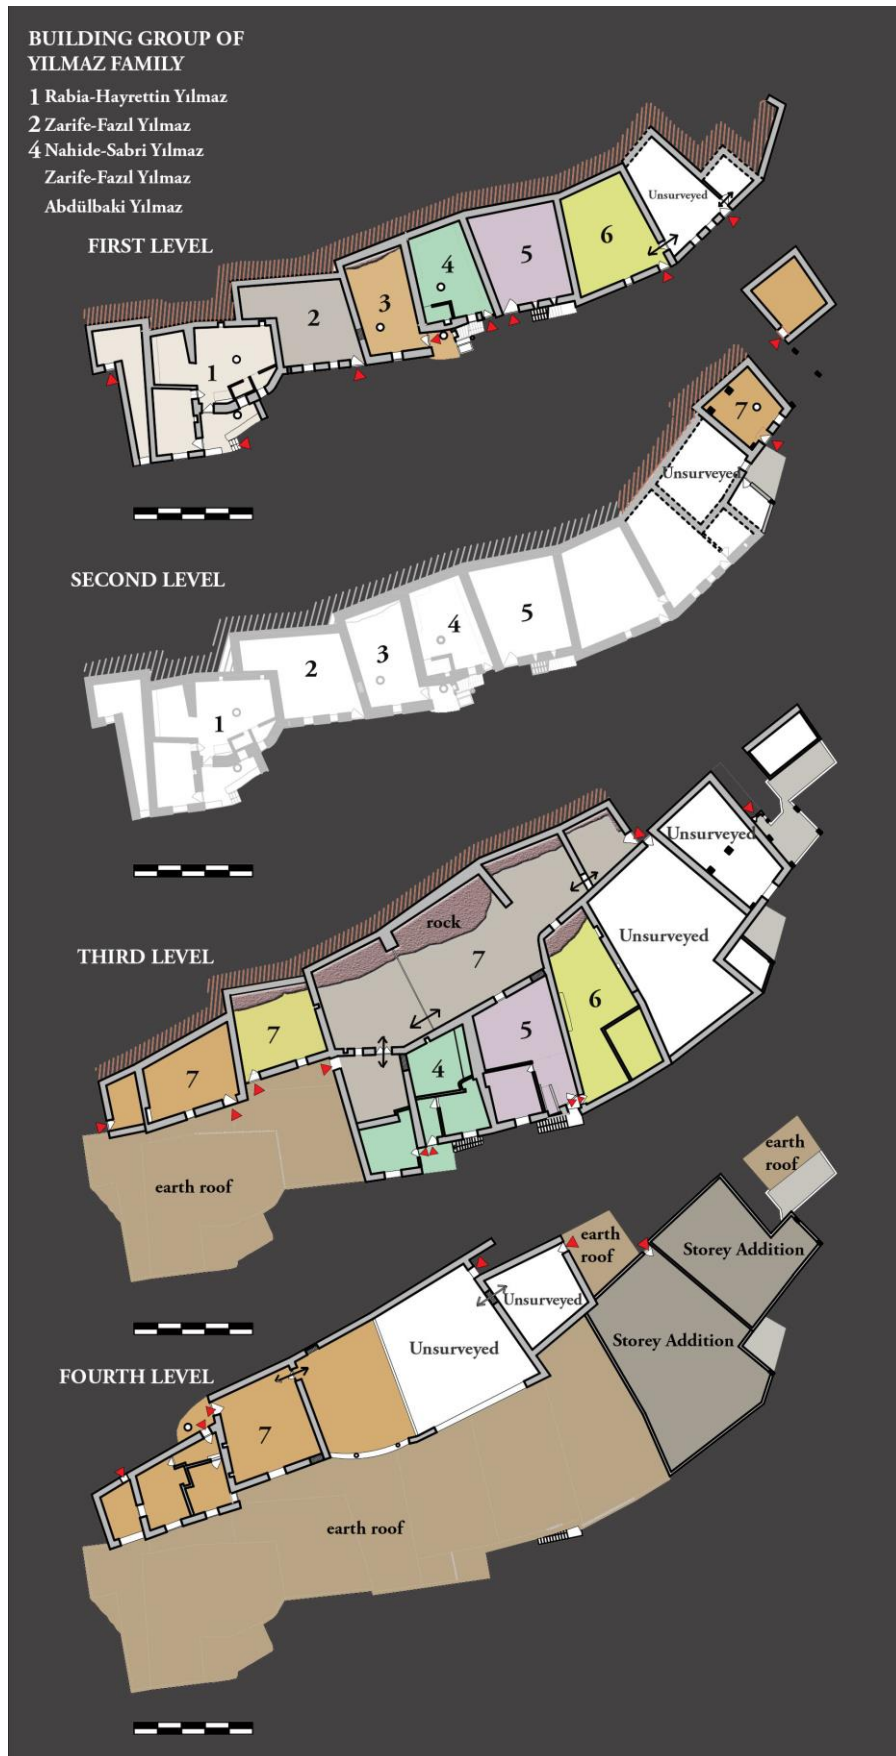 BUILDING GROUP OF
YILMAZ FAMILY
1 Rabia-Hayrettin Yılmaz
2 Zarife-Fazıl Yılmaz
4 Nahide-Sabri Yılmaz
Zarife-Fazıl Yılmaz
Abdülbaki Yılmaz
FIRST LEVEL
Unsurveyed
6
5
4
3
2
1
7
Unsurveyed
SECOND LEVEL
5
4
3
2
1
Unsurveyed
rock
Unsurveyed
THIRD LEVEL
7
6
5
7
7
4
earth roof
earth
roof
earth
roof
Storey Addition
Unsurveyed
Storey Addition
Unsurveyed
FOURTH LEVEL
7
earth roof